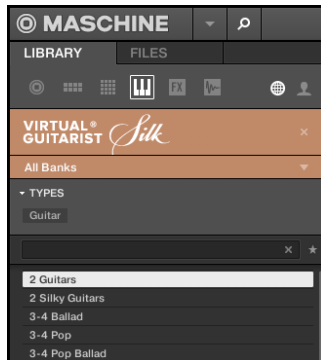 MASCHINE
LIBRARY FILES
FX
VIRTUAL®
GUITARIST Silk
All Banks
TYPES
Guitar
2 Guitars
2 Silky Guitars
3-4 Ballad
3-4 Pop
3-4 Pop Ballad